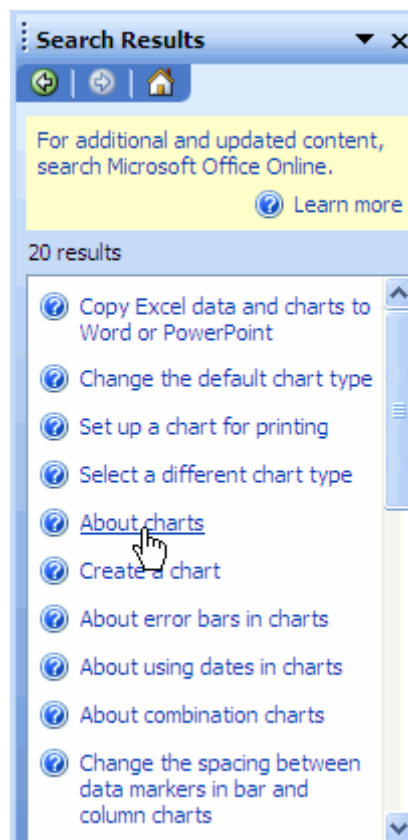 Search Results
For additional and updated content,
search Microsoft Office Online.
Learn more
20 results
Copy Excel data and charts to
Word or PowerPoint
Change the default chart type
Set up a chart for printing
Select a different chart type
About charts
Create a chart
About error bars in charts
About using dates in charts
About combination charts
Change the spacing between
data markers in bar and
column charts